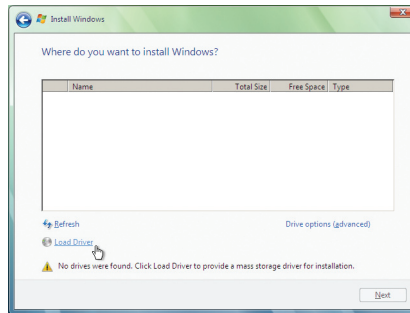 Install Windows
Where do you want to install Windows?
Name Total Size Free Space Type
Refresh Drive options (advanced)
Load Driver
No drives were found. Click Load Driver to provide a mass storage driver for installation.
Next